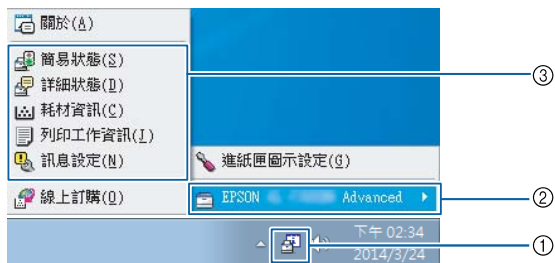 關於(A)
簡易狀態(S)
詳細狀態(D)
耗材資訊(C)
列印工作資訊(I)
訊息設定(N)
線上訂購(O)
進紙匣圖示設定(G)
EPSON Advanced
下午 02:34
2014/3/24
③
②
①